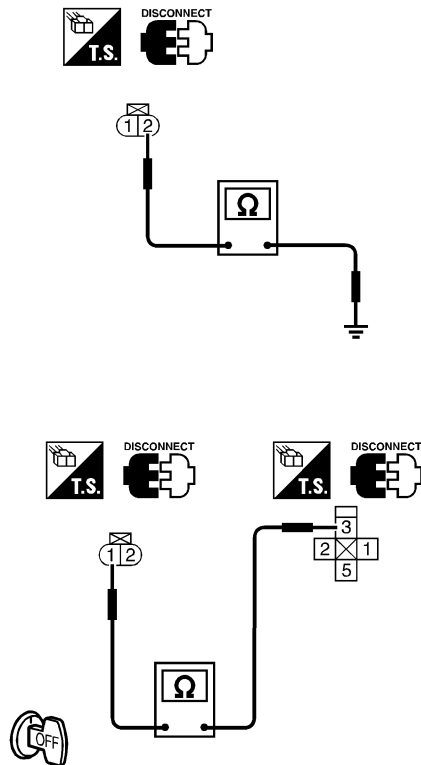 DISCONNECT
T.S.
1 2
Ω
DISCONNECT DISCONNECT
T.S. T.S.
3
1 2
2 1
5
Ω
OFF